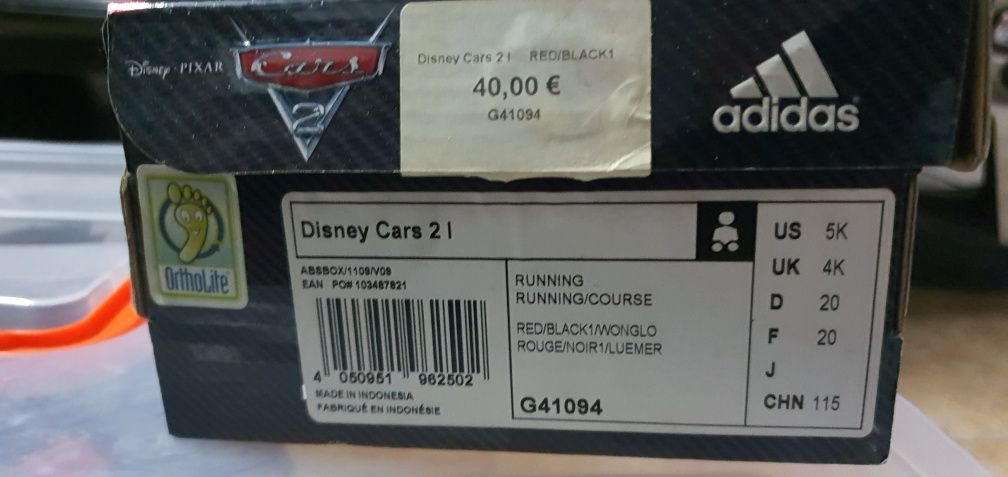 Disney · PIXAR
Cars
2
Disney Cars 2 I RED/BLACK1
40,00 €
G41094
adidas
OrthoLite
Disney Cars 2 I
ABSBOX/1109/V09
EAN PO# 103487821
4 050951 962502
MADE IN INDONESIA
FABRIQUÉ EN INDONÉSIE
RUNNING
RUNNING/COURSE
RED/BLACK1/WONGLO
ROUGE/NOIR1/LUEMER
G41094
US 5K
UK 4K
D 20
F 20
J
CHN 115